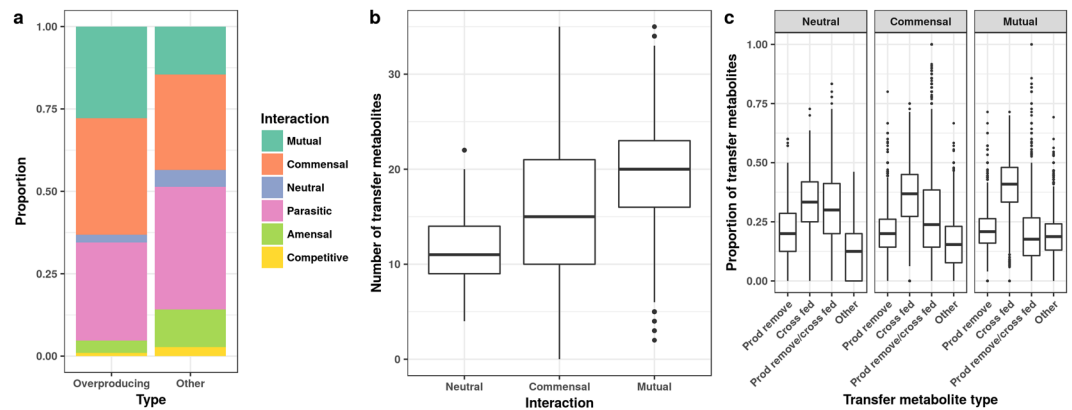 a
1.00
0.75
0.50
0.25
0.00
Proportion
Overproducing Other
Type
Interaction
Mutual
Commensal
Neutral
Parasitic
Amensal
Competitive
b
30
20
10
0
Number of transfer metabolites
Neutral Commensal Mutual
Interaction
c
Neutral Commensal Mutual
1.00
0.75
0.50
0.25
0.00
Proportion of transfer metabolites
Prod remove
Cross fed
Prod remove/cross fed
Other
Prod remove
Cross fed
Prod remove/cross fed
Other
Prod remove
Cross fed
Prod remove/cross fed
Other
Transfer metabolite type